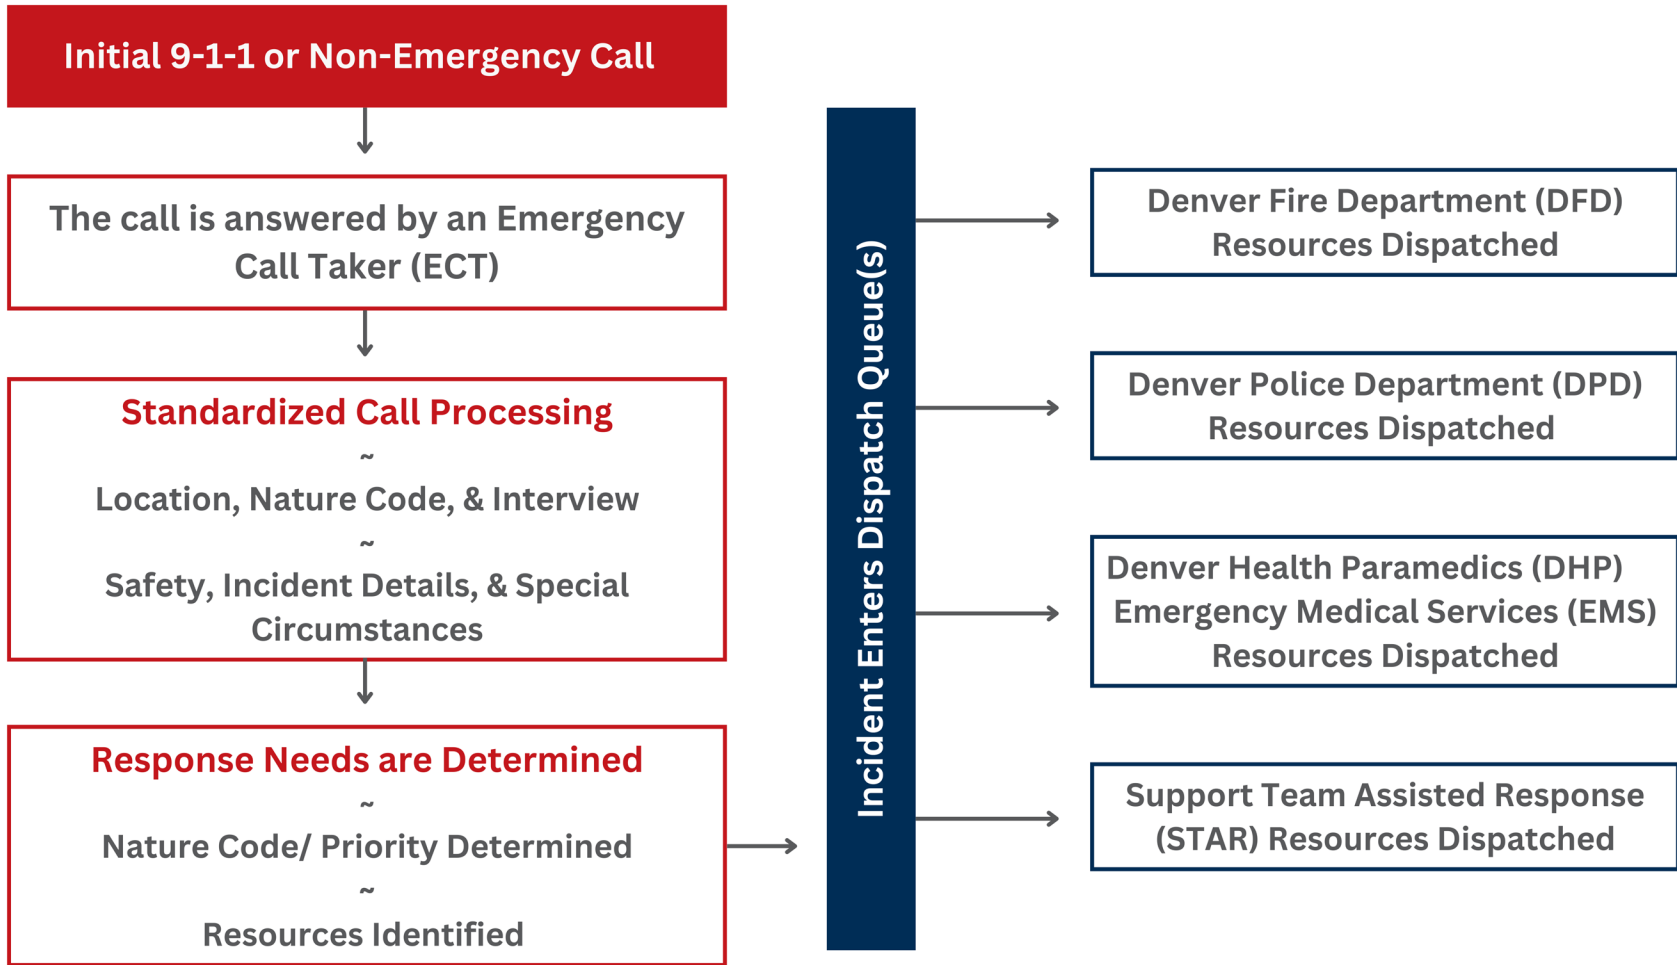 Initial 9-1-1 or Non-Emergency Call
The call is answered by an Emergency
Call Taker (ECT)
Standardized Call Processing
~
Location, Nature Code, & Interview
~
Safety, Incident Details, & Special
Circumstances
Response Needs are Determined
~
Nature Code/ Priority Determined
~
Resources Identified
Incident Enters Dispatch Queue(s)
Denver Fire Department (DFD)
Resources Dispatched
Denver Police Department (DPD)
Resources Dispatched
Denver Health Paramedics (DHP)
Emergency Medical Services (EMS)
Resources Dispatched
Support Team Assisted Response
(STAR) Resources Dispatched